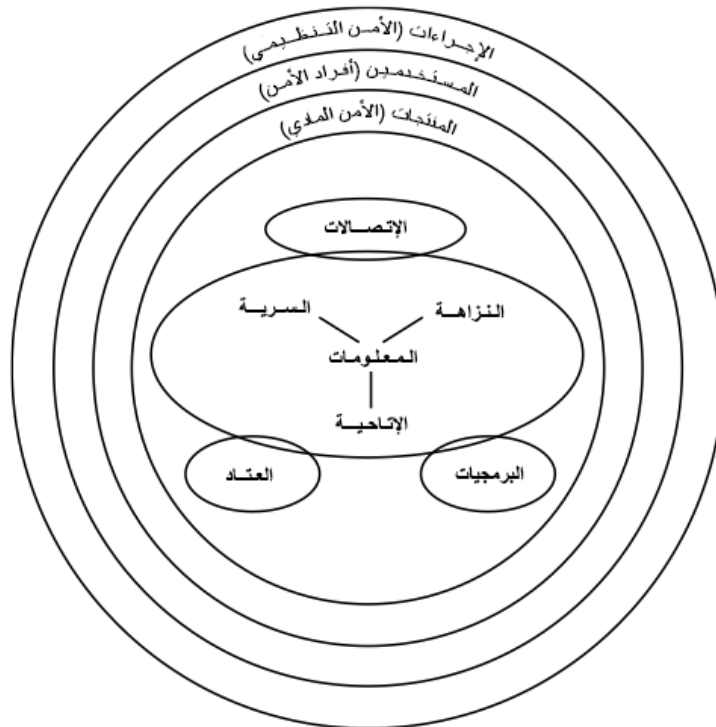 الإجراءات (الأمن التنظيمي)
المستخدمين (أفراد الأمن)
المنتجات (الأمن المادي)
الإتصالات
النزاهة
السرية
المعلومات
الإتاحية
البرمجيات
العتاد